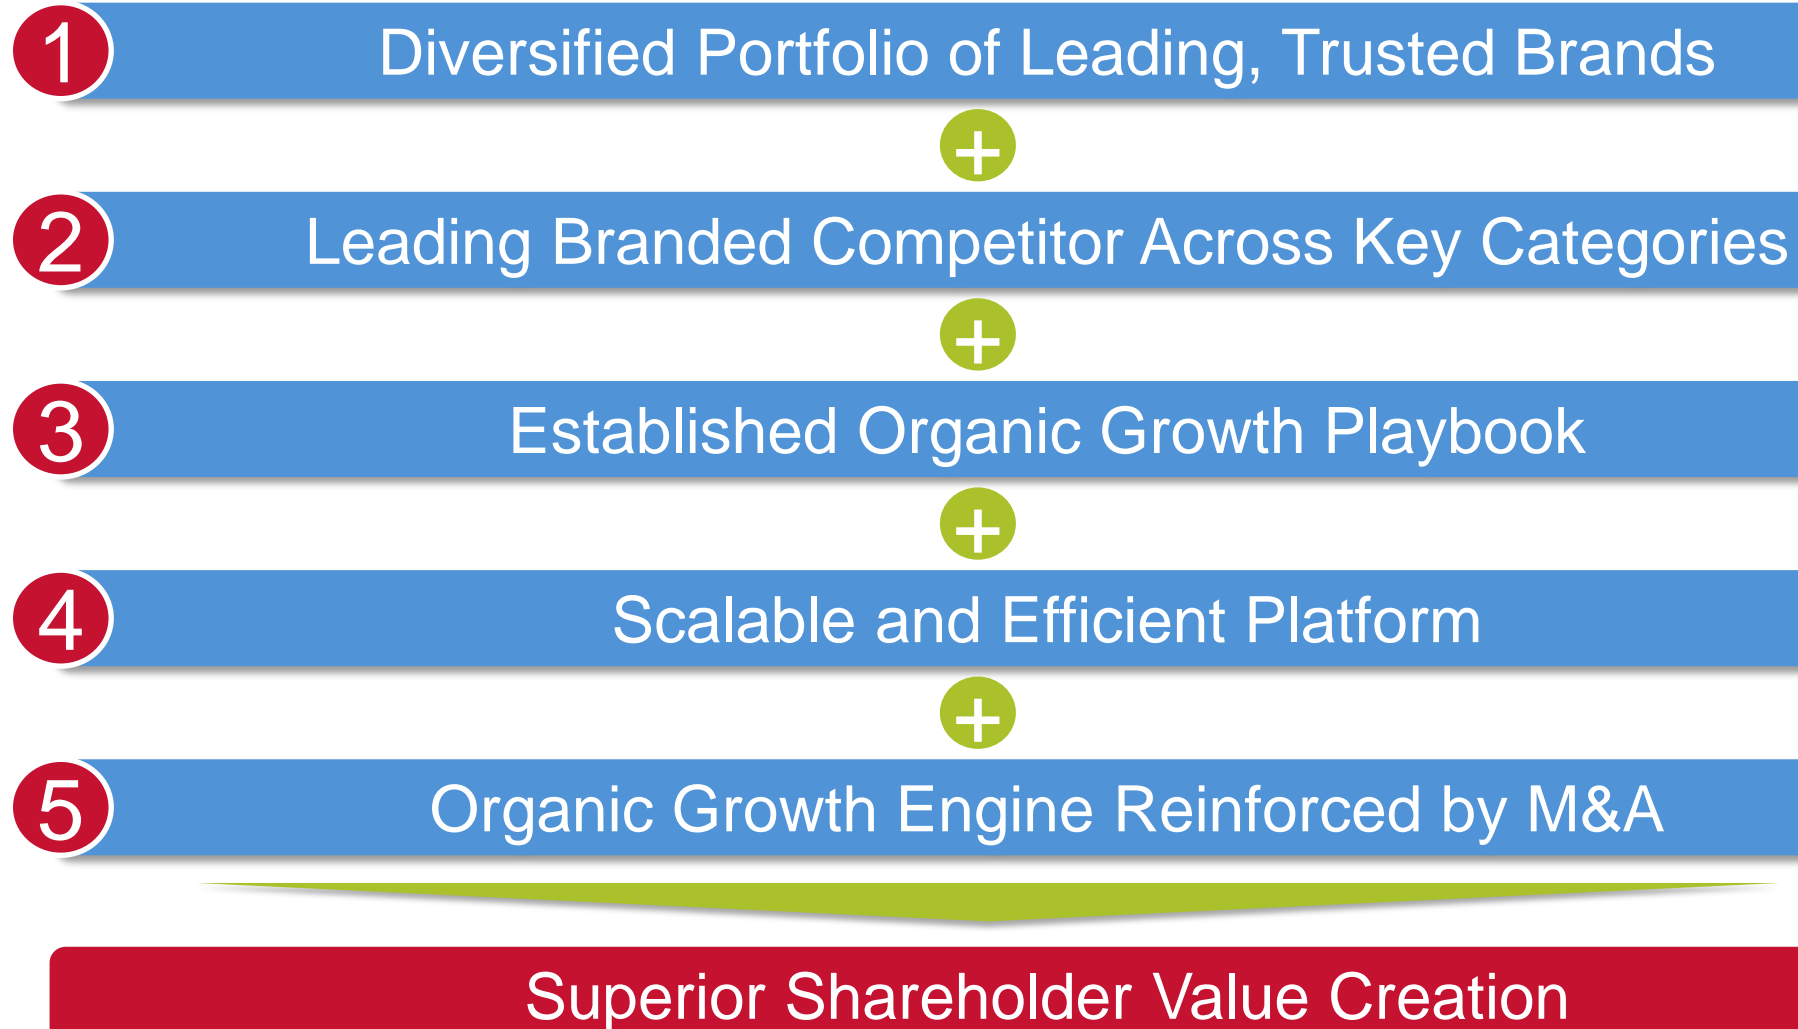 1 Diversified Portfolio of Leading, Trusted Brands
+
2 Leading Branded Competitor Across Key Categories
+
3 Established Organic Growth Playbook
+
4 Scalable and Efficient Platform
+
5 Organic Growth Engine Reinforced by M&A
Superior Shareholder Value Creation